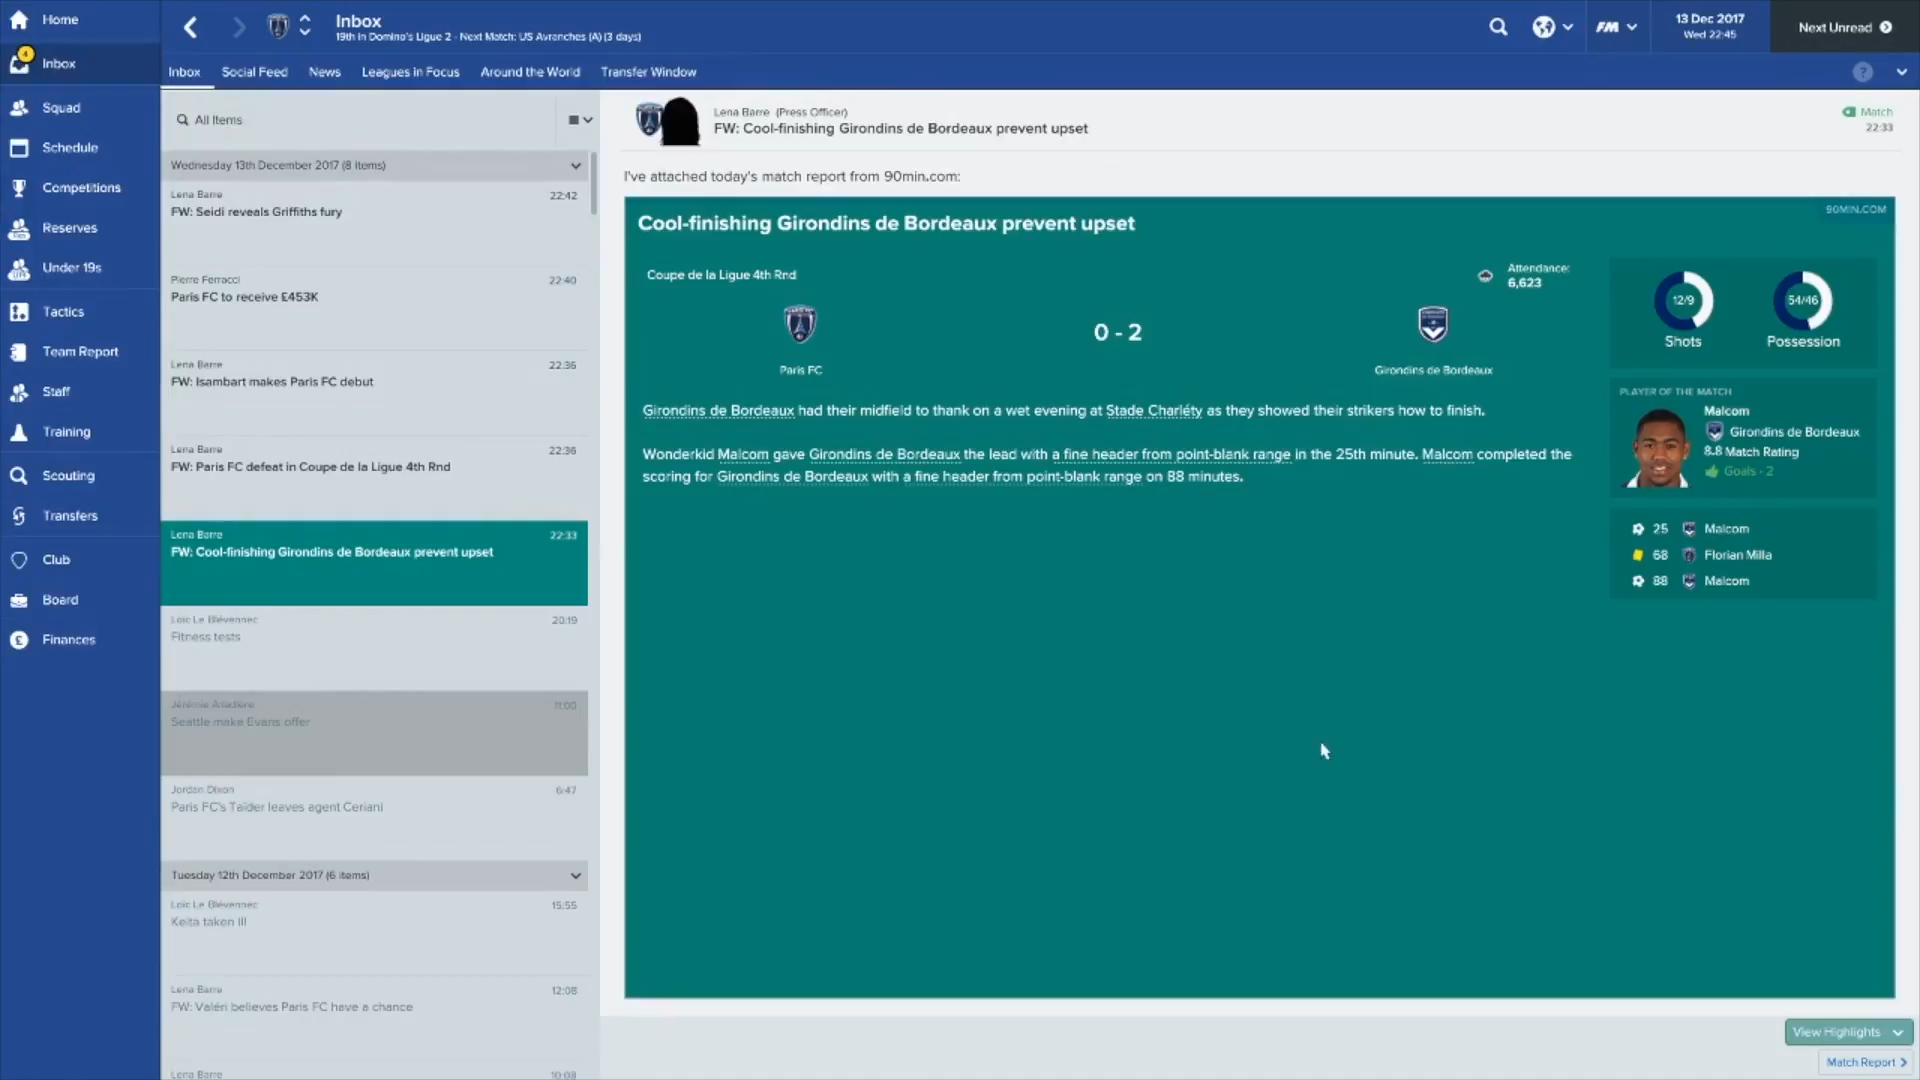 Home
4
Inbox
Squad
Schedule
Competitions
Reserves
Under 19s
Tactics
Team Report
Staff
Training
Scouting
Transfers
Club
Board
Finances
Inbox
19th in Domino's Ligue 2 - Next Match: US Avranches (A) (3 days)
FM
13 Dec 2017
Wed 22:45
Next Unread
Inbox Social Feed News Leagues in Focus Around the World Transfer Window
?
All Items
Wednesday 13th December 2017 (8 items)
Lena Barre 22:42
FW: Seidi reveals Griffiths fury
Pierre Ferracci 22:40
Paris FC to receive £453K
Lena Barre 22:36
FW: Isambart makes Paris FC debut
Lena Barre 22:36
FW: Paris FC defeat in Coupe de la Ligue 4th Rnd
Lena Barre 22:33
FW: Cool-finishing Girondins de Bordeaux prevent upset
Loïc Le Blévennec 20:19
Fitness tests
Jérémie Aliadière 11:00
Seattle make Evans offer
Jordan Dixon 6:47
Paris FC's Taïder leaves agent Ceriani
Tuesday 12th December 2017 (6 items)
Loïc Le Blévennec 15:55
Keita taken ill
Lena Barre 12:08
FW: Valéri believes Paris FC have a chance
Lena Barre 10:08
Lena Barre (Press Officer)
FW: Cool-finishing Girondins de Bordeaux prevent upset
Match
22:33
I've attached today's match report from 90min.com:
90MIN.COM
Cool-finishing Girondins de Bordeaux prevent upset
Coupe de la Ligue 4th Rnd
Attendance:
6,623
0 - 2
Paris FC
Girondins de Bordeaux
Girondins de Bordeaux had their midfield to thank on a wet evening at Stade Charléty as they showed their strikers how to finish.
Wonderkid Malcom gave Girondins de Bordeaux the lead with a fine header from point-blank range in the 25th minute. Malcom completed the
scoring for Girondins de Bordeaux with a fine header from point-blank range on 88 minutes.
12/9
54/46
Shots
Possession
PLAYER OF THE MATCH
Malcom
Girondins de Bordeaux
8.8 Match Rating
Goals - 2
25 Malcom
68 Florian Milla
88 Malcom
View Highlights
Match Report